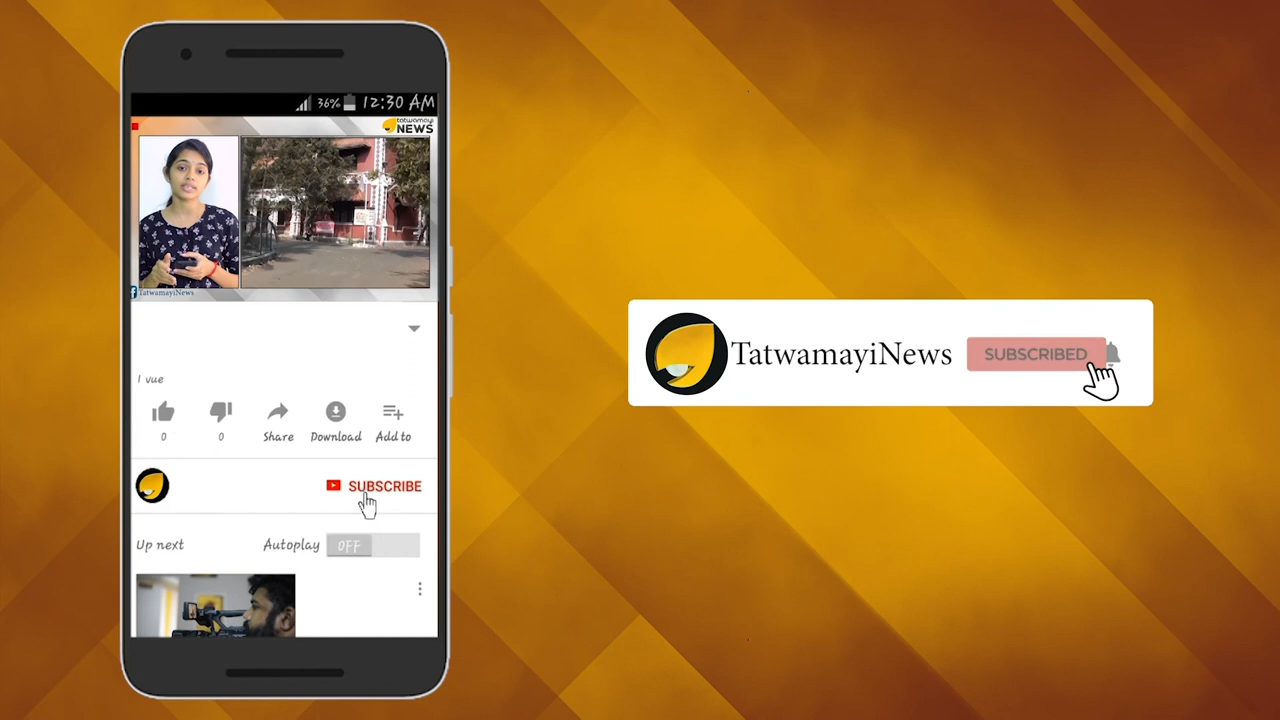 36% 12:30 AM
tatwamayi
NEWS
TatwamayiNews
1 vue
0 0 Share Download Add to
SUBSCRIBE
Up next Autoplay OFF
TatwamayiNews SUBSCRIBED